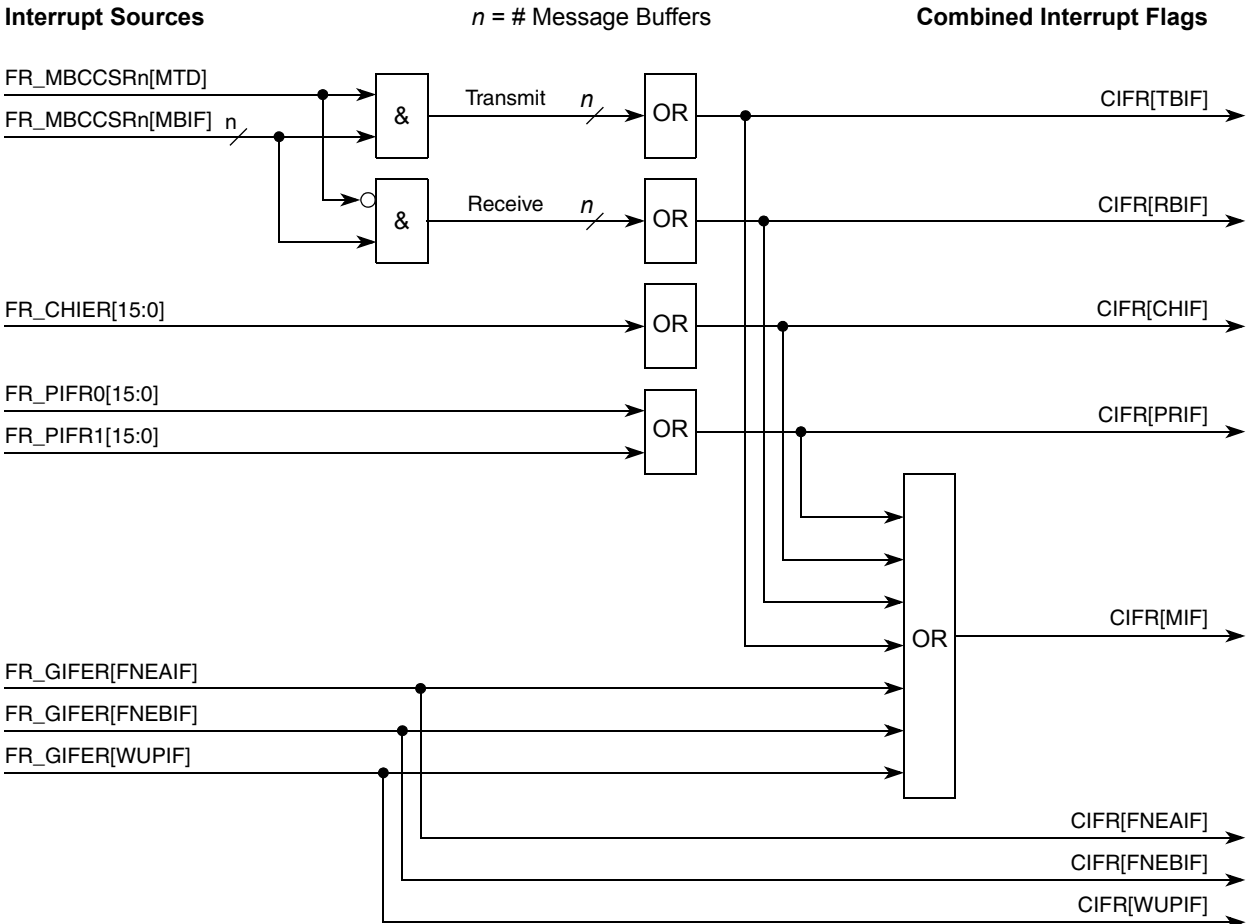 Interrupt Sources
n = # Message Buffers
Combined Interrupt Flags
FR_MBCCSRn[MTD]
FR_MBCCSRn[MBIF] n
&
Transmit n
OR
CIFR[TBIF]
&
Receive n
OR
CIFR[RBIF]
FR_CHIER[15:0]
OR
CIFR[CHIF]
FR_PIFR0[15:0]
FR_PIFR1[15:0]
OR
CIFR[PRIF]
OR
CIFR[MIF]
FR_GIFER[FNEAIF]
FR_GIFER[FNEBIF]
FR_GIFER[WUPIF]
CIFR[FNEAIF]
CIFR[FNEBIF]
CIFR[WUPIF]